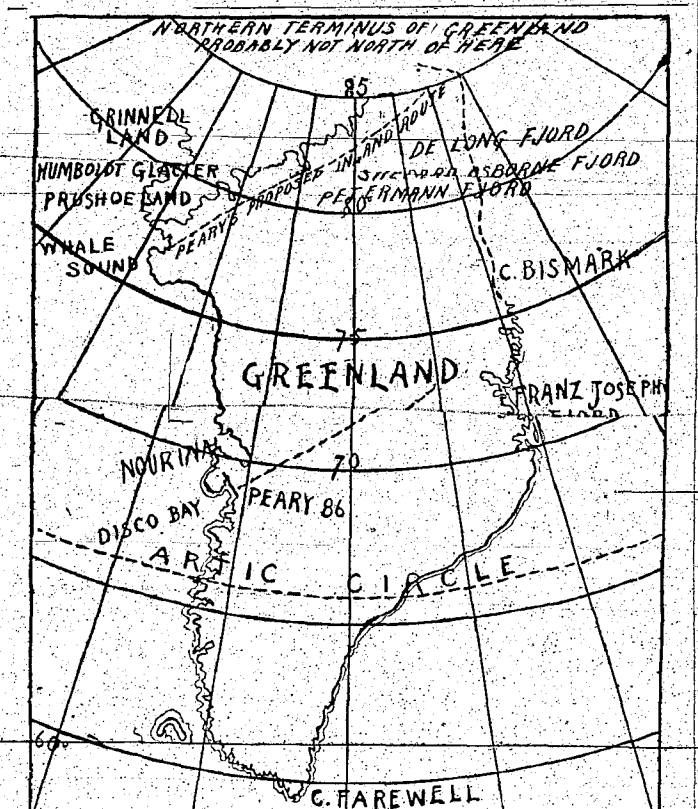 NORTHERN TERMINUS OF GREENLAND
PROBABLY NOT NORTH OF HERE
85
GRINNELL
LAND
DE LONG FJORD
HUMBOLDT GLACIER
OSBORNE FJORD
PRUSHOE LAND
PETERMANN FJORD
PEARY'S PROPOSED INLAND ROUTE
80
WHALE
SOUND
C. BISMARK
75
GREENLAND
FRANZ JOSEPH
FJORD
NOURINA
70
PEARY 86
DISCO BAY
ARTIC CIRCLE
60°
C. FAREWELL